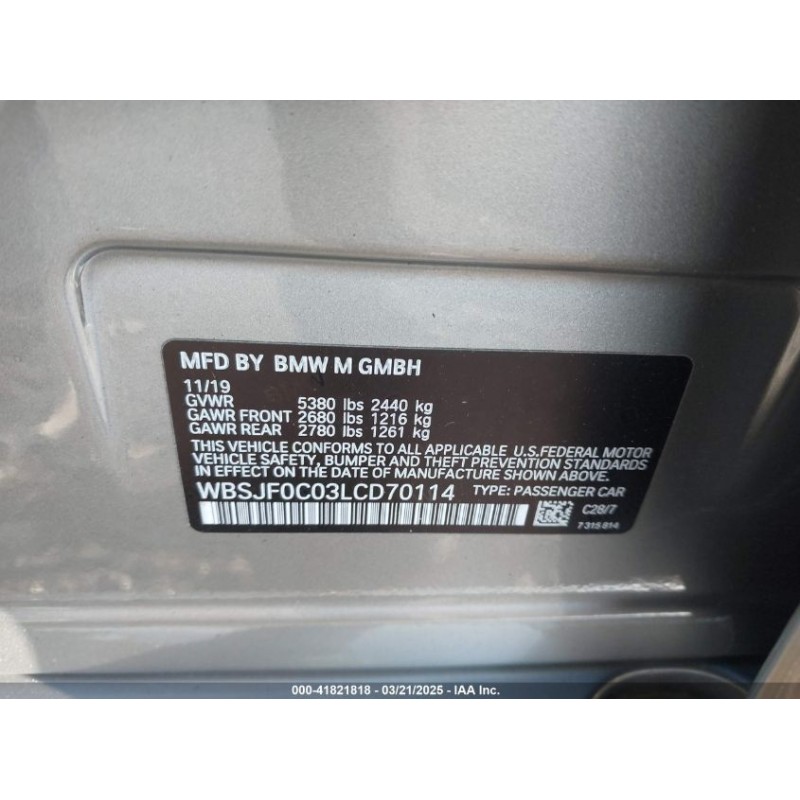 MFD BY BMW M GMBH
11/19
GVWR 5380 lbs 2440 kg
GAWR FRONT 2680 lbs 1216 kg
GAWR REAR 2780 lbs 1261 kg
THIS VEHICLE CONFORMS TO ALL APPLICABLE U.S.FEDERAL MOTOR
VEHICLE SAFETY, BUMPER AND THEFT PREVENTION STANDARDS
IN EFFECT ON THE DATE OF MANUFACTURE SHOWN ABOVE.
WBSJF0C03LCD70114 TYPE: PASSENGER CAR
C28/7
7 315 814
000-41821818 - 03/21/2025 - IAA Inc.